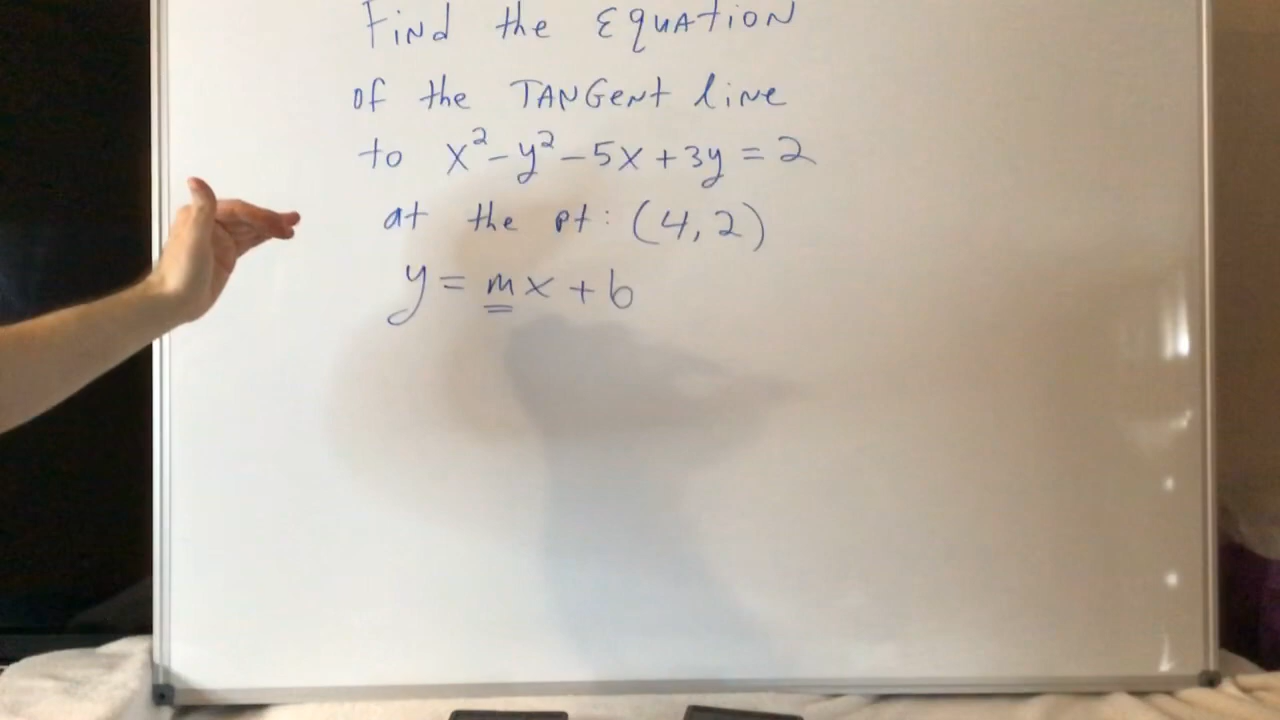 Find the Equation
of the TANGent line
to x²-y²-5x+3y=2
at the pt: (4,2)
y=mx+b